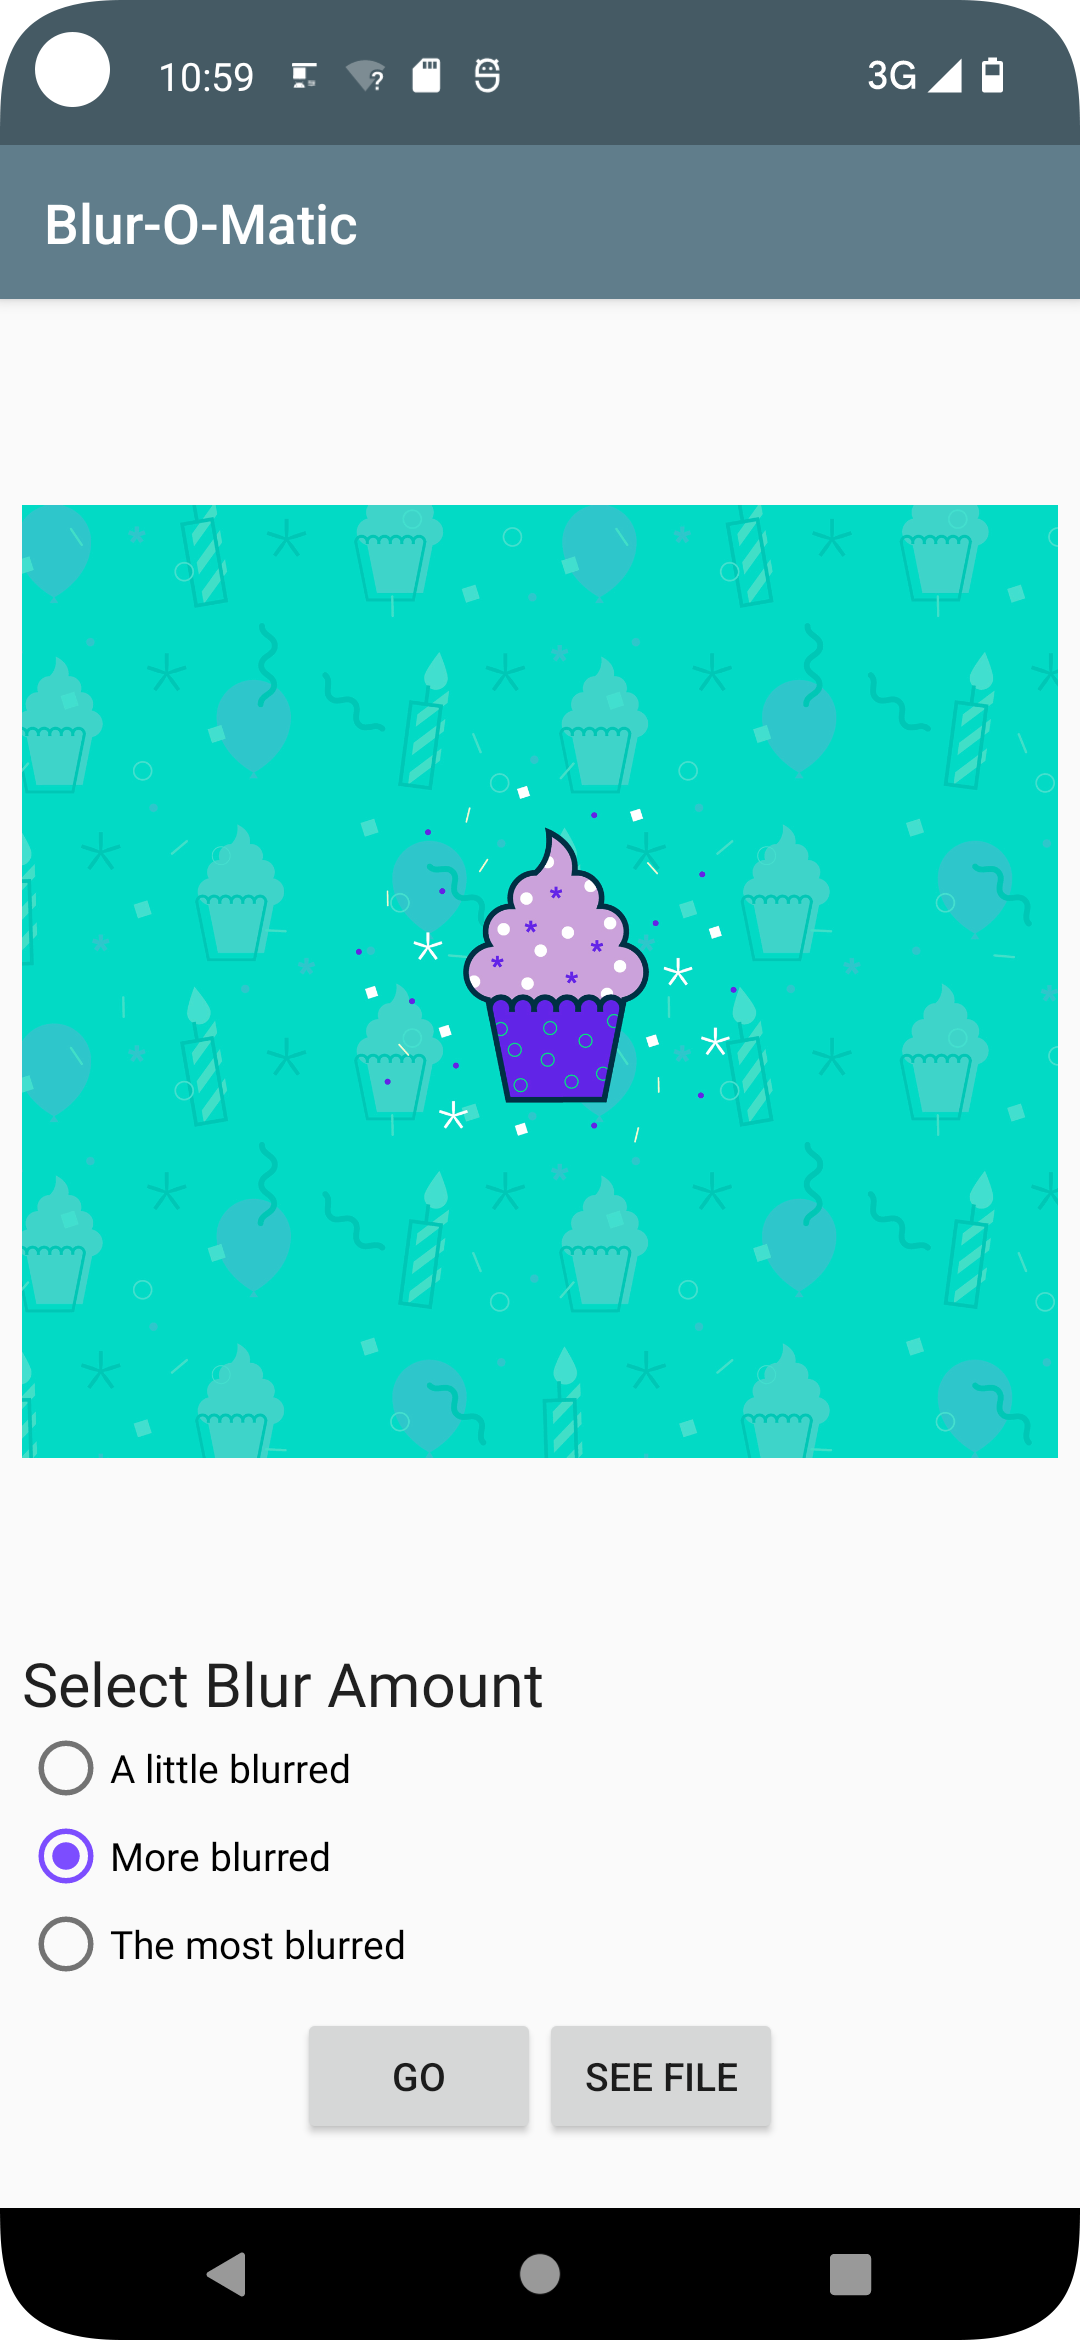 10:59
3G
Blur-O-Matic
Select Blur Amount
A little blurred
More blurred
The most blurred
GO
SEE FILE